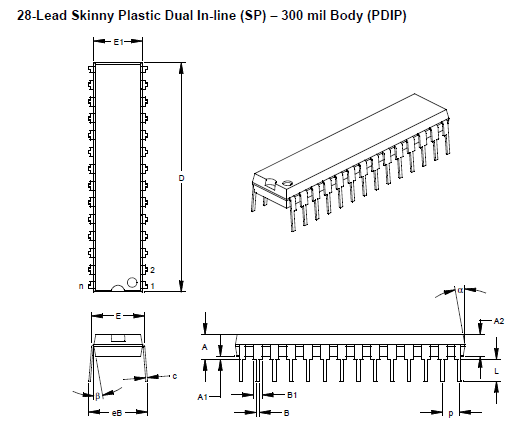 28-Lead Skinny Plastic Dual In-line (SP) – 300 mil Body (PDIP)
E1
D
2
n
1
α
E
A
A2
c
L
A1
B1
β
eB
B
p